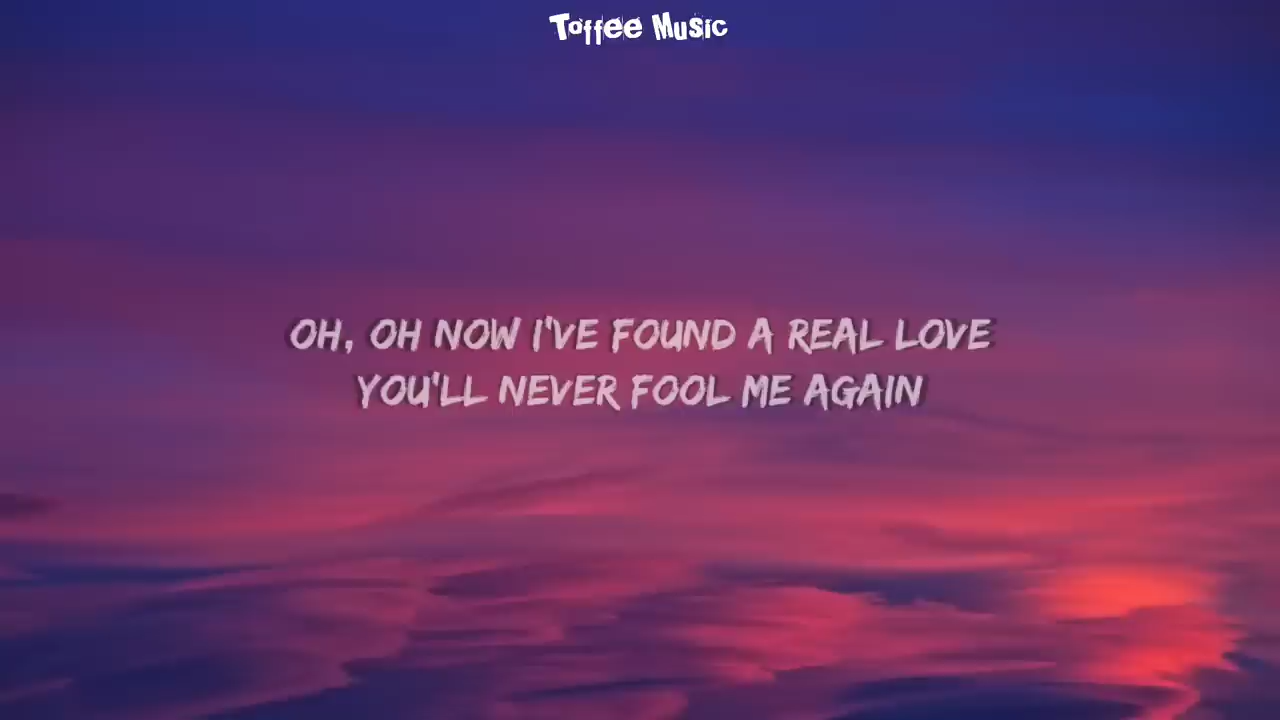 Toffee Music
OH, OH NOW I'VE FOUND A REAL LOVE
YOU'LL NEVER FOOL ME AGAIN